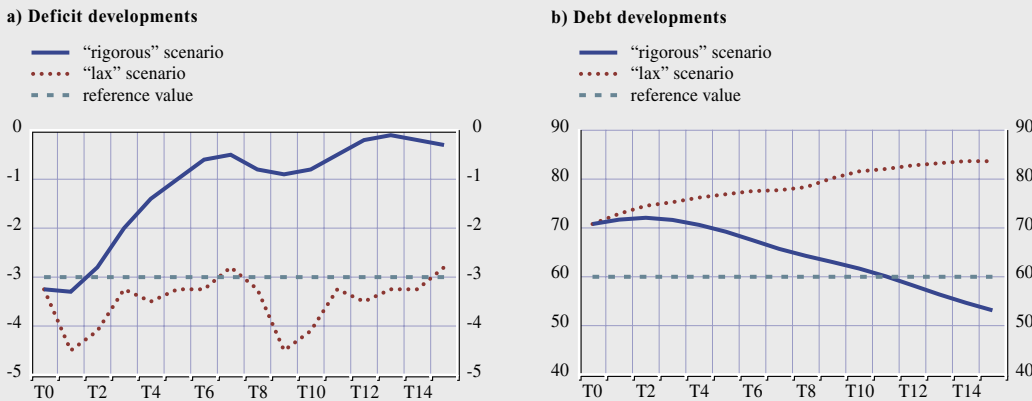 a) Deficit developments
“rigorous” scenario
“lax” scenario
reference value
0 0
-1 -1
-2 -2
-3 -3
-4 -4
-5 -5
T0 T2 T4 T6 T8 T10 T12 T14
b) Debt developments
“rigorous” scenario
“lax” scenario
reference value
90 90
80 80
70 70
60 60
50 50
40 40
T0 T2 T4 T6 T8 T10 T12 T14